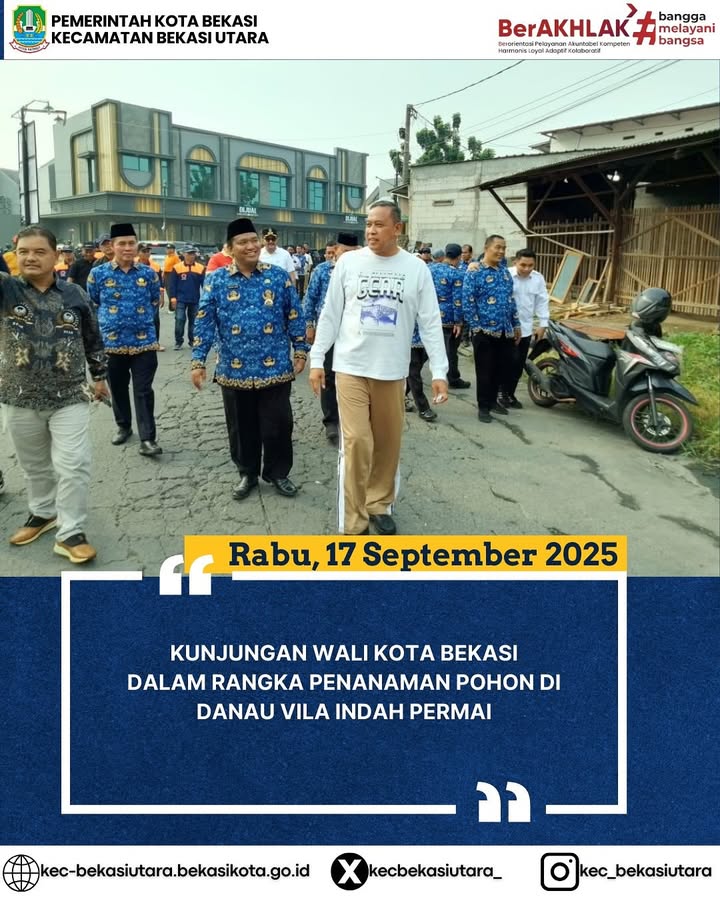 PEMERINTAH KOTA BEKASI
KECAMATAN BEKASI UTARA
BerAKHLAK
Berorientasi Pelayanan Akuntabel Kompeten
Harmonis Loyal Adaptif Kolaboratif
#bangga
melayani
bangsa
Rabu, 17 September 2025
KUNJUNGAN WALI KOTA BEKASI
DALAM RANGKA PENANAMAN POHON DI
DANAU VILA INDAH PERMAI
kec-bekasiutara.bekasikota.go.id
kecbekasiutara_
kec_bekasiutara